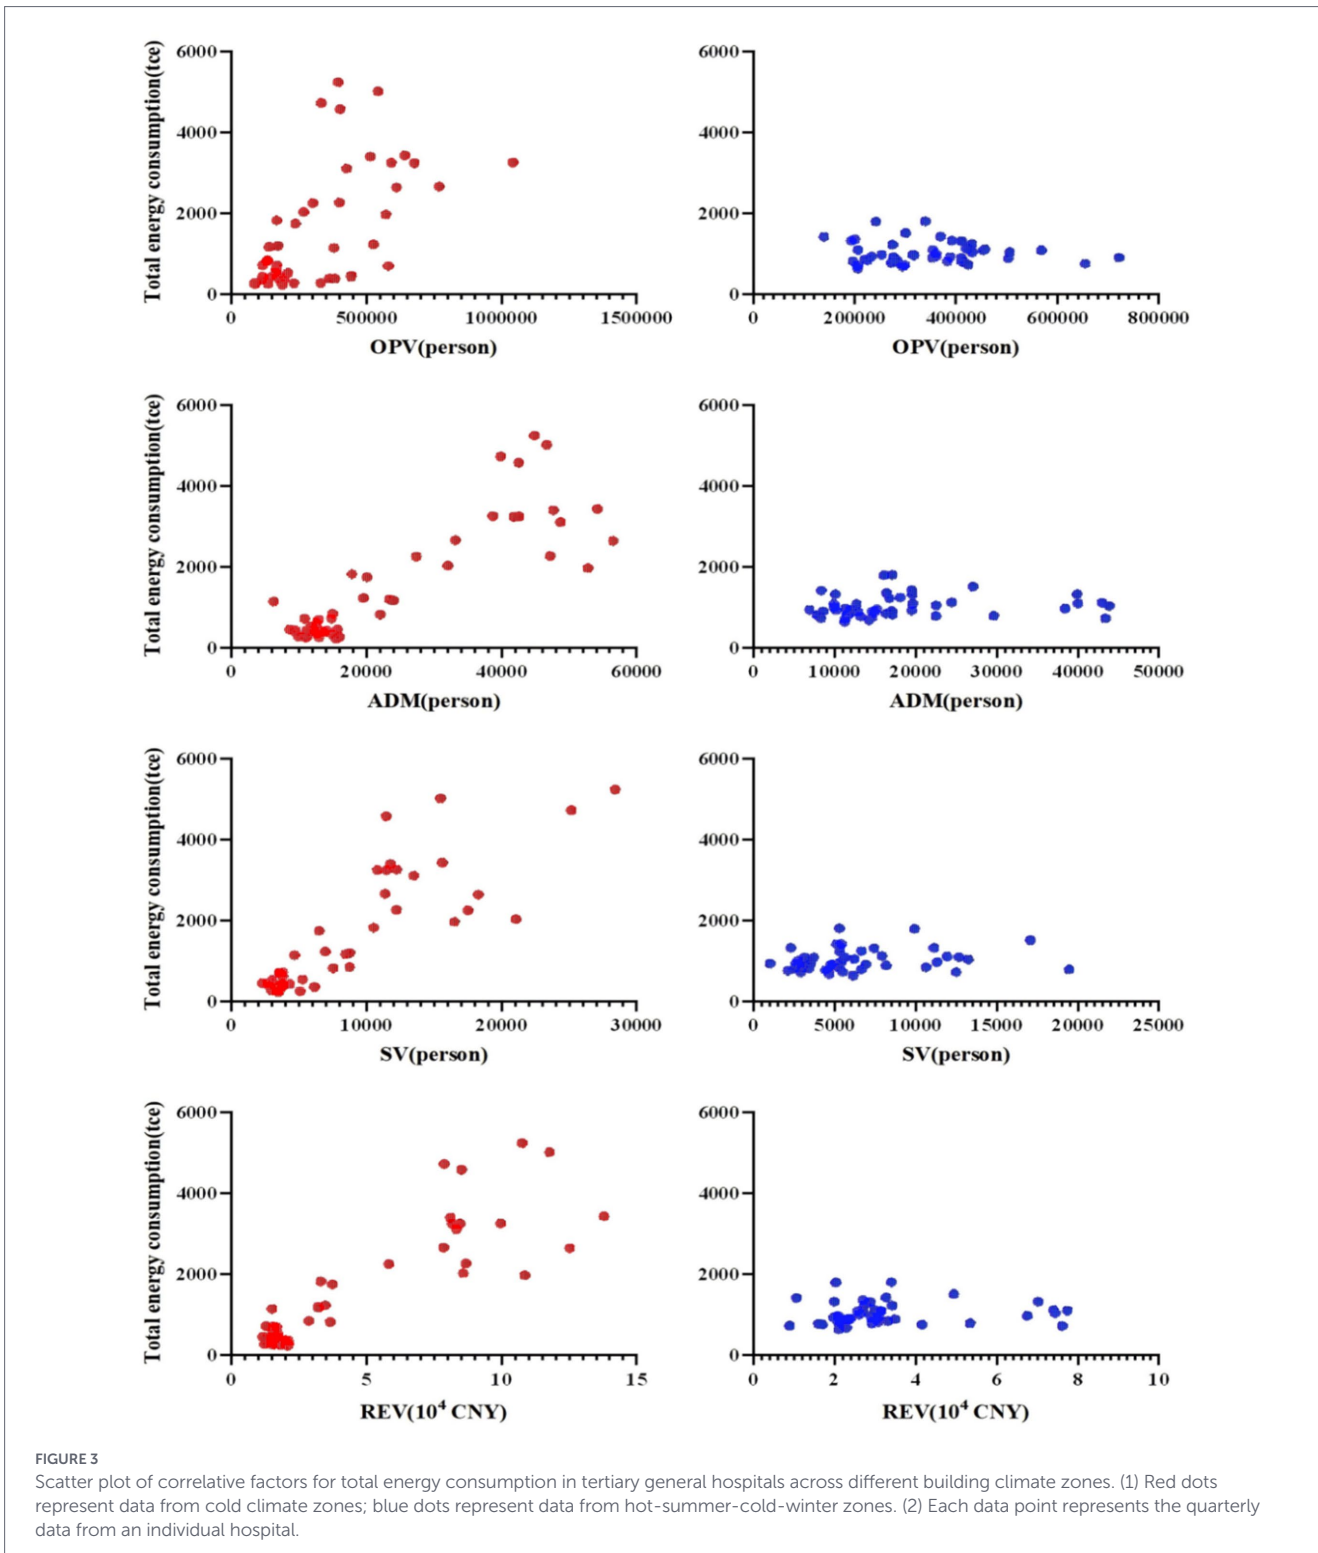 Total energy consumption(tce)
6000
4000
2000
0
0 500000 1000000 1500000
OPV(person)
6000
4000
2000
0
0 200000 400000 600000 800000
OPV(person)
Total energy consumption(tce)
6000
4000
2000
0
0 20000 40000 60000
ADM(person)
6000
4000
2000
0
0 10000 20000 30000 40000 50000
ADM(person)
Total energy consumption(tce)
6000
4000
2000
0
0 10000 20000 30000
SV(person)
6000
4000
2000
0
0 5000 10000 15000 20000 25000
SV(person)
Total energy consumption(tce)
6000
4000
2000
0
0 5 10 15
REV(10⁴ CNY)
6000
4000
2000
0
0 2 4 6 8 10
REV(10⁴ CNY)
FIGURE 3
Scatter plot of correlative factors for total energy consumption in tertiary general hospitals across different building climate zones. (1) Red dots
represent data from cold climate zones; blue dots represent data from hot-summer-cold-winter zones. (2) Each data point represents the quarterly
data from an individual hospital.